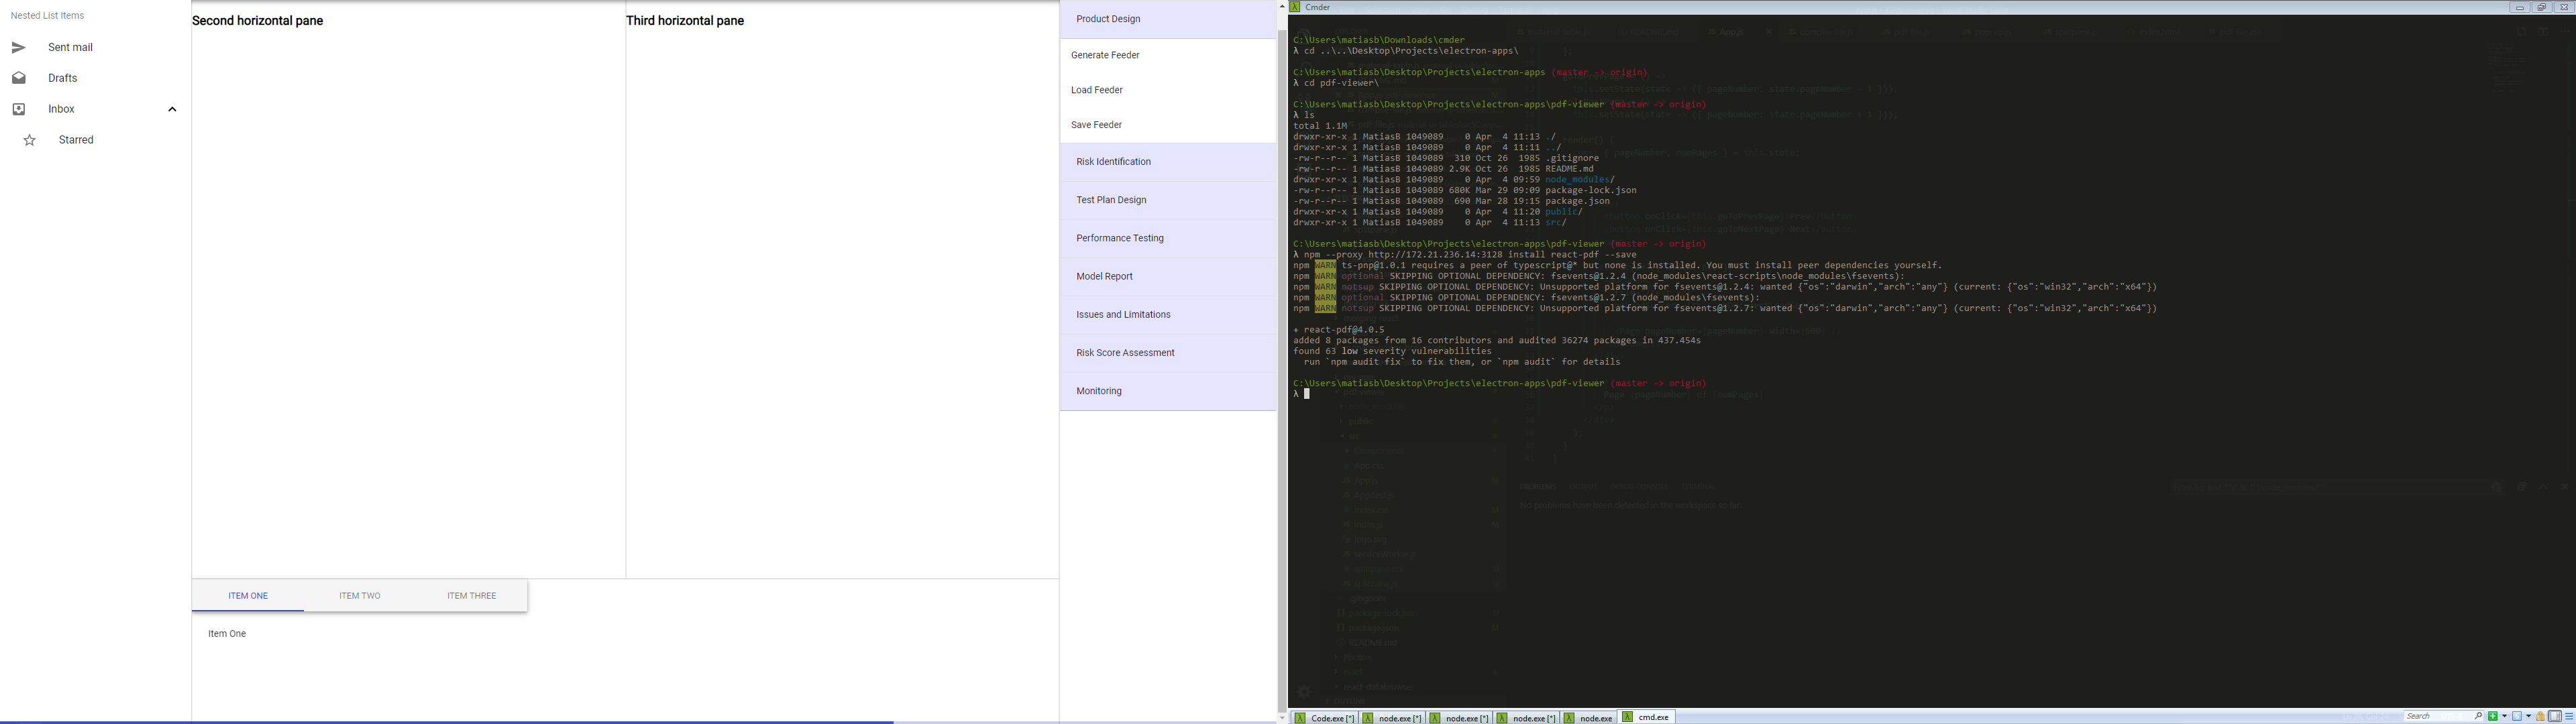 Nested List Items
Sent mail
Drafts
Inbox
Starred
Second horizontal pane
Third horizontal pane
ITEM ONE
ITEM TWO
ITEM THREE
Item One
Product Design
Generate Feeder
Load Feeder
Save Feeder
Risk Identification
Test Plan Design
Performance Testing
Model Report
Issues and Limitations
Risk Score Assessment
Monitoring
λ Cmder
C:\Users\matiasb\Downloads\cmder
λ cd ..\..\Desktop\Projects\electron-apps\
C:\Users\matiasb\Desktop\Projects\electron-apps (master -> origin)
λ cd pdf-viewer\
C:\Users\matiasb\Desktop\Projects\electron-apps\pdf-viewer (master -> origin)
λ ls
total 1.1M
drwxr-xr-x 1 MatiasB 1049089    0 Apr  4 11:13 ./
drwxr-xr-x 1 MatiasB 1049089    0 Apr  4 11:11 ../
-rw-r--r-- 1 MatiasB 1049089  310 Oct 26  1985 .gitignore
-rw-r--r-- 1 MatiasB 1049089 2.9K Oct 26  1985 README.md
drwxr-xr-x 1 MatiasB 1049089    0 Apr  4 09:59 node_modules/
-rw-r--r-- 1 MatiasB 1049089 680K Mar 29 09:09 package-lock.json
-rw-r--r-- 1 MatiasB 1049089  690 Mar 28 19:15 package.json
drwxr-xr-x 1 MatiasB 1049089    0 Apr  4 11:20 public/
drwxr-xr-x 1 MatiasB 1049089    0 Apr  4 11:13 src/
C:\Users\matiasb\Desktop\Projects\electron-apps\pdf-viewer (master -> origin)
λ npm --proxy http://172.21.236.14:3128 install react-pdf --save
npm WARN ts-pnp@1.0.1 requires a peer of typescript@* but none is installed. You must install peer dependencies yourself.
npm WARN optional SKIPPING OPTIONAL DEPENDENCY: fsevents@1.2.4 (node_modules\react-scripts\node_modules\fsevents):
npm WARN notsup SKIPPING OPTIONAL DEPENDENCY: Unsupported platform for fsevents@1.2.4: wanted {"os":"darwin","arch":"any"} (current: {"os":"win32","arch":"x64"})
npm WARN optional SKIPPING OPTIONAL DEPENDENCY: fsevents@1.2.7 (node_modules\fsevents):
npm WARN notsup SKIPPING OPTIONAL DEPENDENCY: Unsupported platform for fsevents@1.2.7: wanted {"os":"darwin","arch":"any"} (current: {"os":"win32","arch":"x64"})
+ react-pdf@4.0.5
added 8 packages from 16 contributors and audited 36274 packages in 437.454s
found 63 low severity vulnerabilities
run `npm audit fix` to fix them, or `npm audit` for details
C:\Users\matiasb\Desktop\Projects\electron-apps\pdf-viewer (master -> origin)
λ
λ Code.exe [*]
λ node.exe [*]
λ node.exe [*]
λ node.exe [*]
λ node.exe
λ cmd.exe
Search